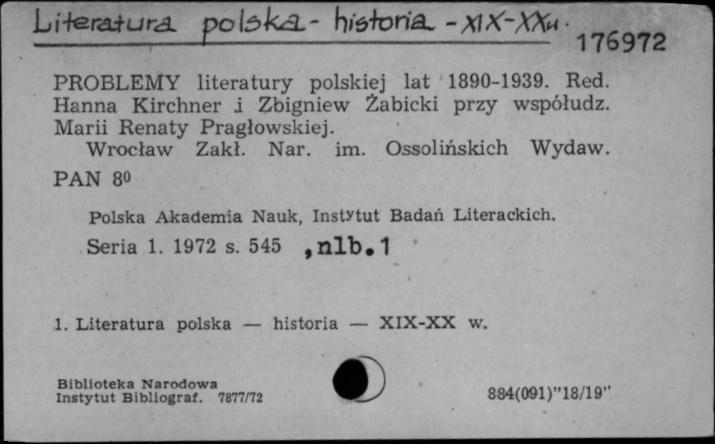 Literatura polska - historia - XIX-XXw.
176972
PROBLEMY literatury polskiej lat 1890-1939. Red.
Hanna Kirchner i Zbigniew Żabicki przy współudz.
Marii Renaty Pragłowskiej.
Wrocław Zakł. Nar. im. Ossolińskich Wydaw.
PAN 8⁰
Polska Akademia Nauk, Instytut Badań Literackich.
Seria 1. 1972 s. 545 ,nlb.1
1. Literatura polska — historia — XIX-XX w.
Biblioteka Narodowa
Instytut Bibliograf. 7877/72
884(091)"18/19"